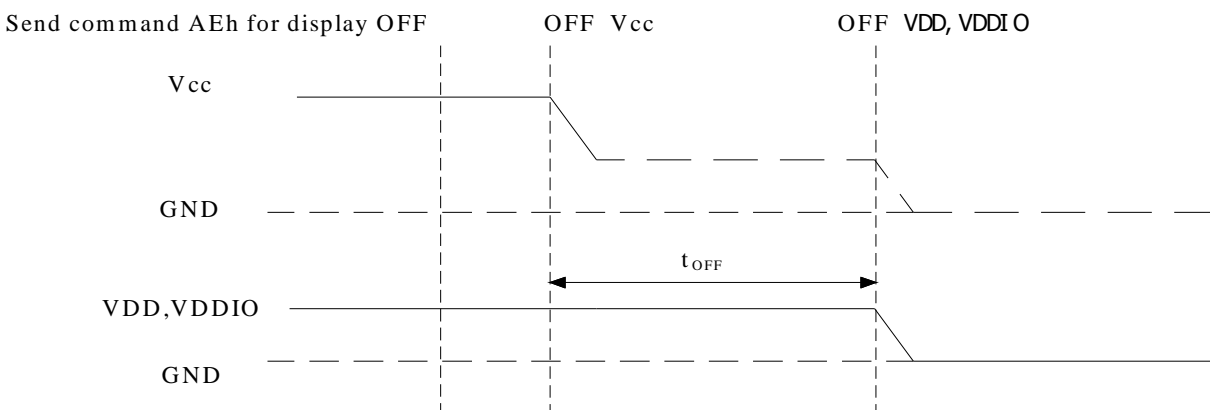 Send command AEh for display OFF OFF Vcc OFF VDD, VDDIO
Vcc
GND
tOFF
VDD,VDDIO
GND